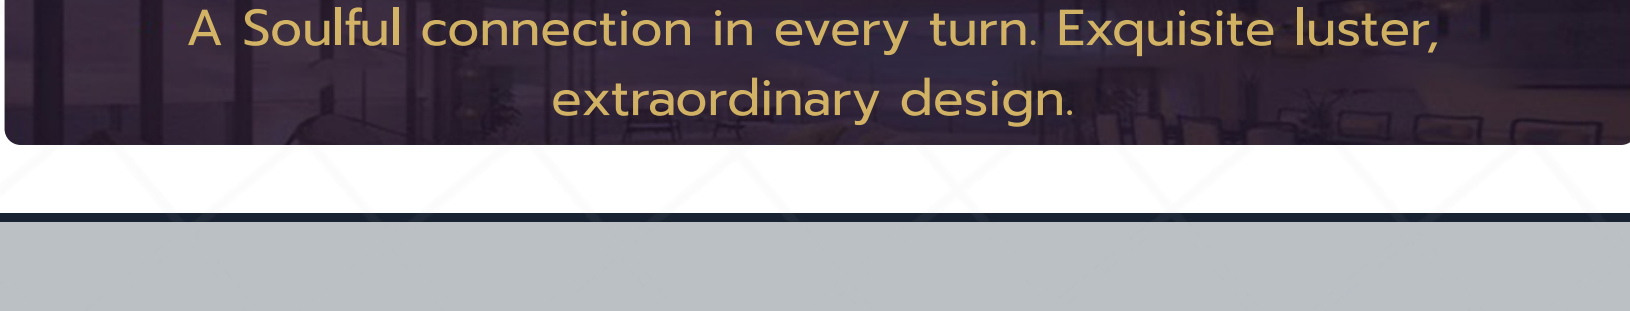 A Soulful connection in every turn. Exquisite luster,
extraordinary design.